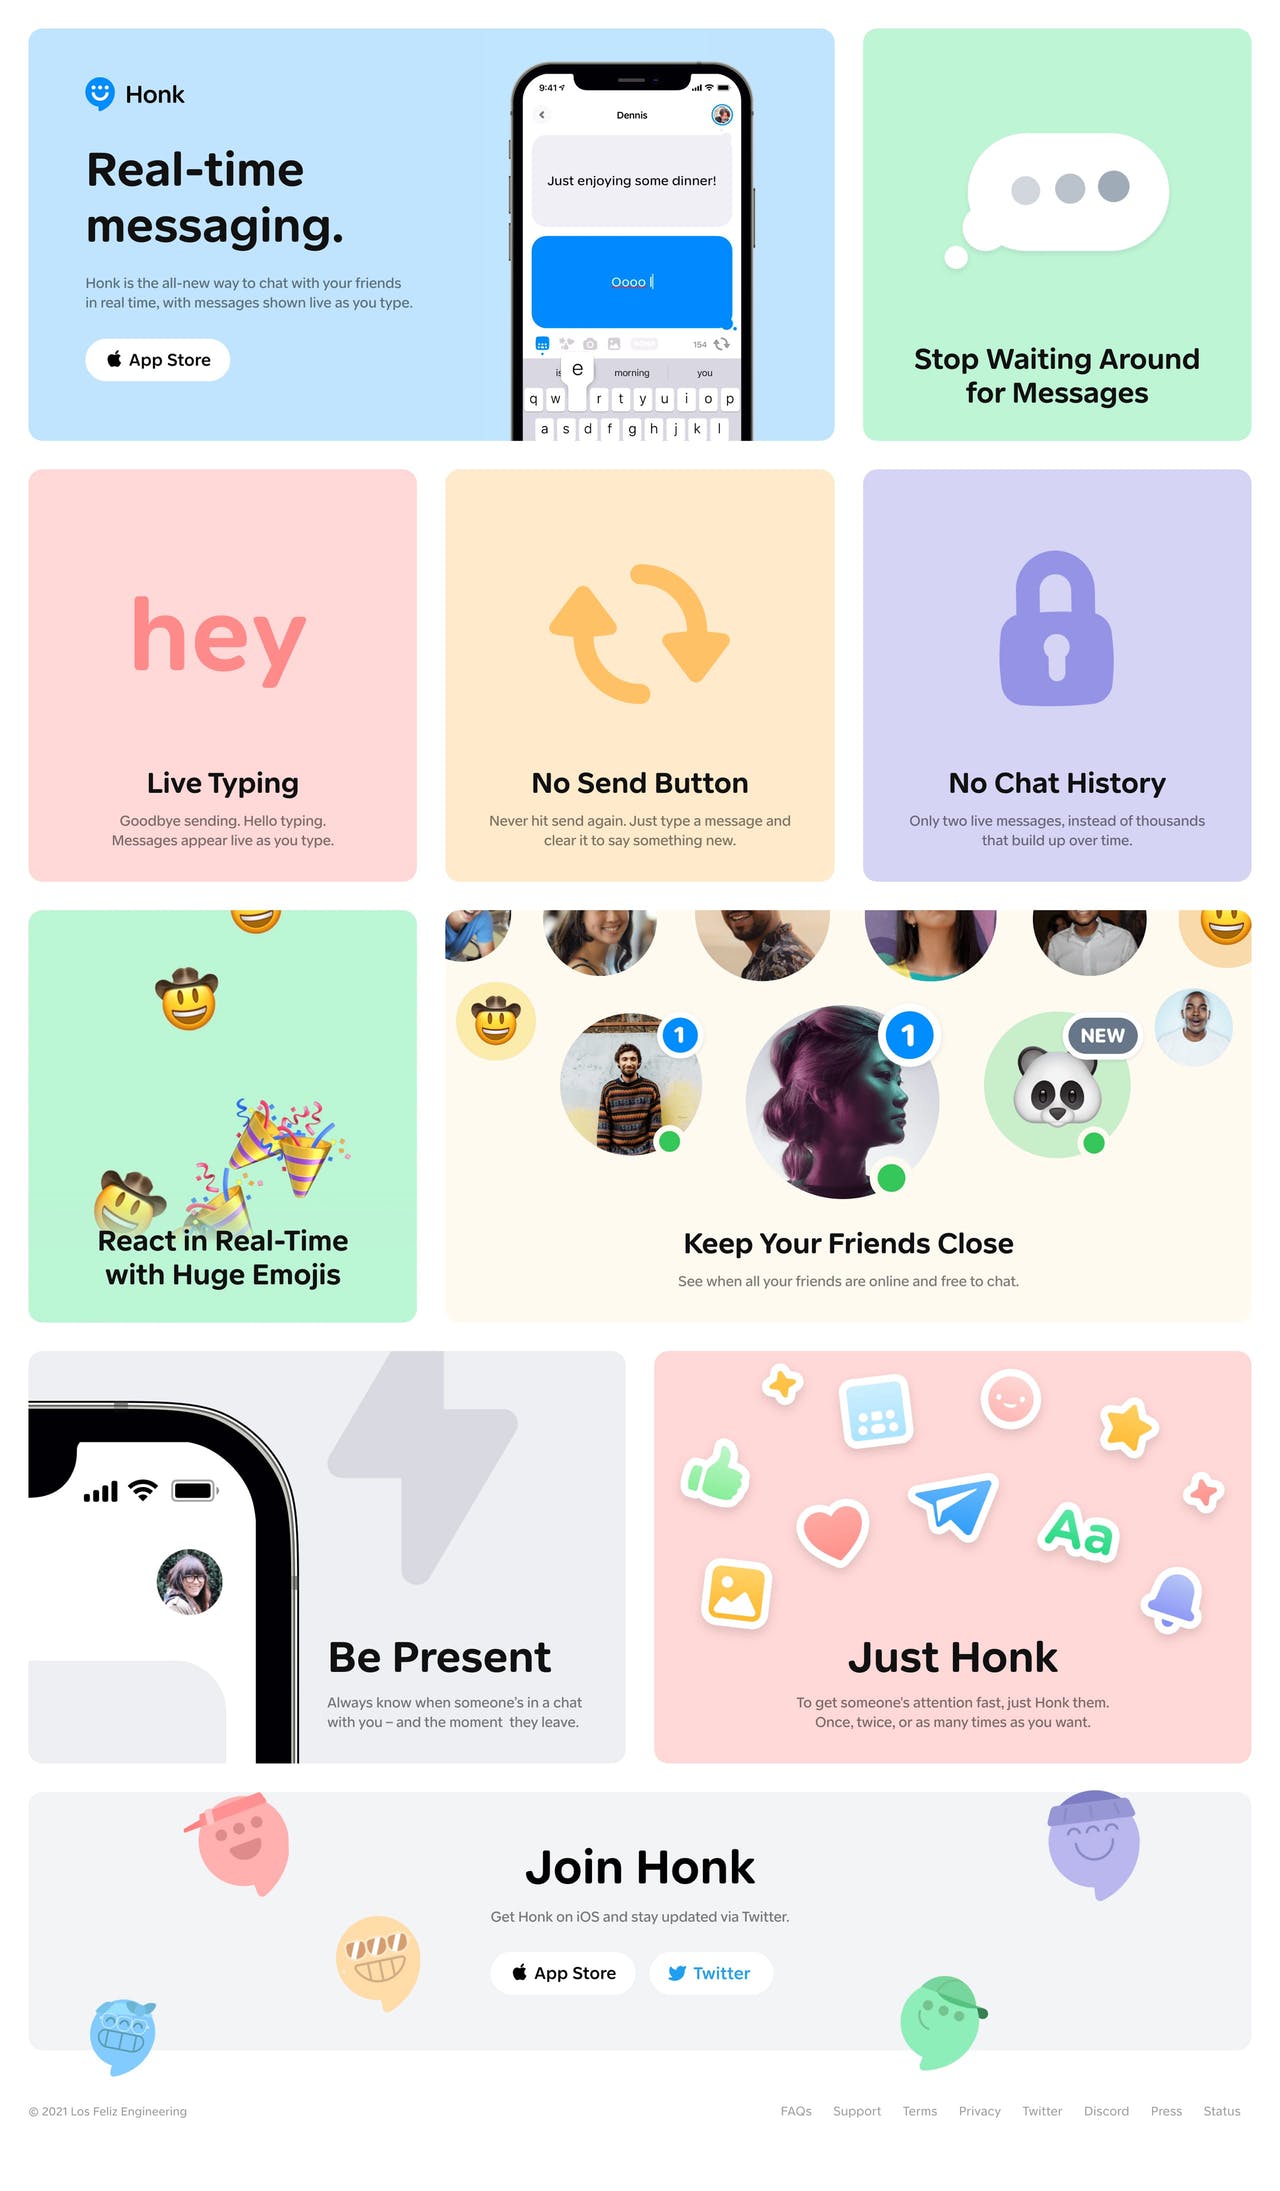 Honk
Real-time
messaging.
Honk is the all-new way to chat with your friends
in real time, with messages shown live as you type.
App Store
9:41
Dennis
Just enjoying some dinner!
Oooo I
154
is
morning
you
e
q w r t y u i o p
a s d f g h j k l
Stop Waiting Around
for Messages
hey
Live Typing
Goodbye sending. Hello typing.
Messages appear live as you type.
No Send Button
Never hit send again. Just type a message and
clear it to say something new.
No Chat History
Only two live messages, instead of thousands
that build up over time.
React in Real-Time
with Huge Emojis
1
1
NEW
Keep Your Friends Close
See when all your friends are online and free to chat.
Be Present
Always know when someone's in a chat
with you – and the moment they leave.
Aa
Just Honk
To get someone's attention fast, just Honk them.
Once, twice, or as many times as you want.
Join Honk
Get Honk on iOS and stay updated via Twitter.
App Store
Twitter
© 2021 Los Feliz Engineering
FAQs Support Terms Privacy Twitter Discord Press Status